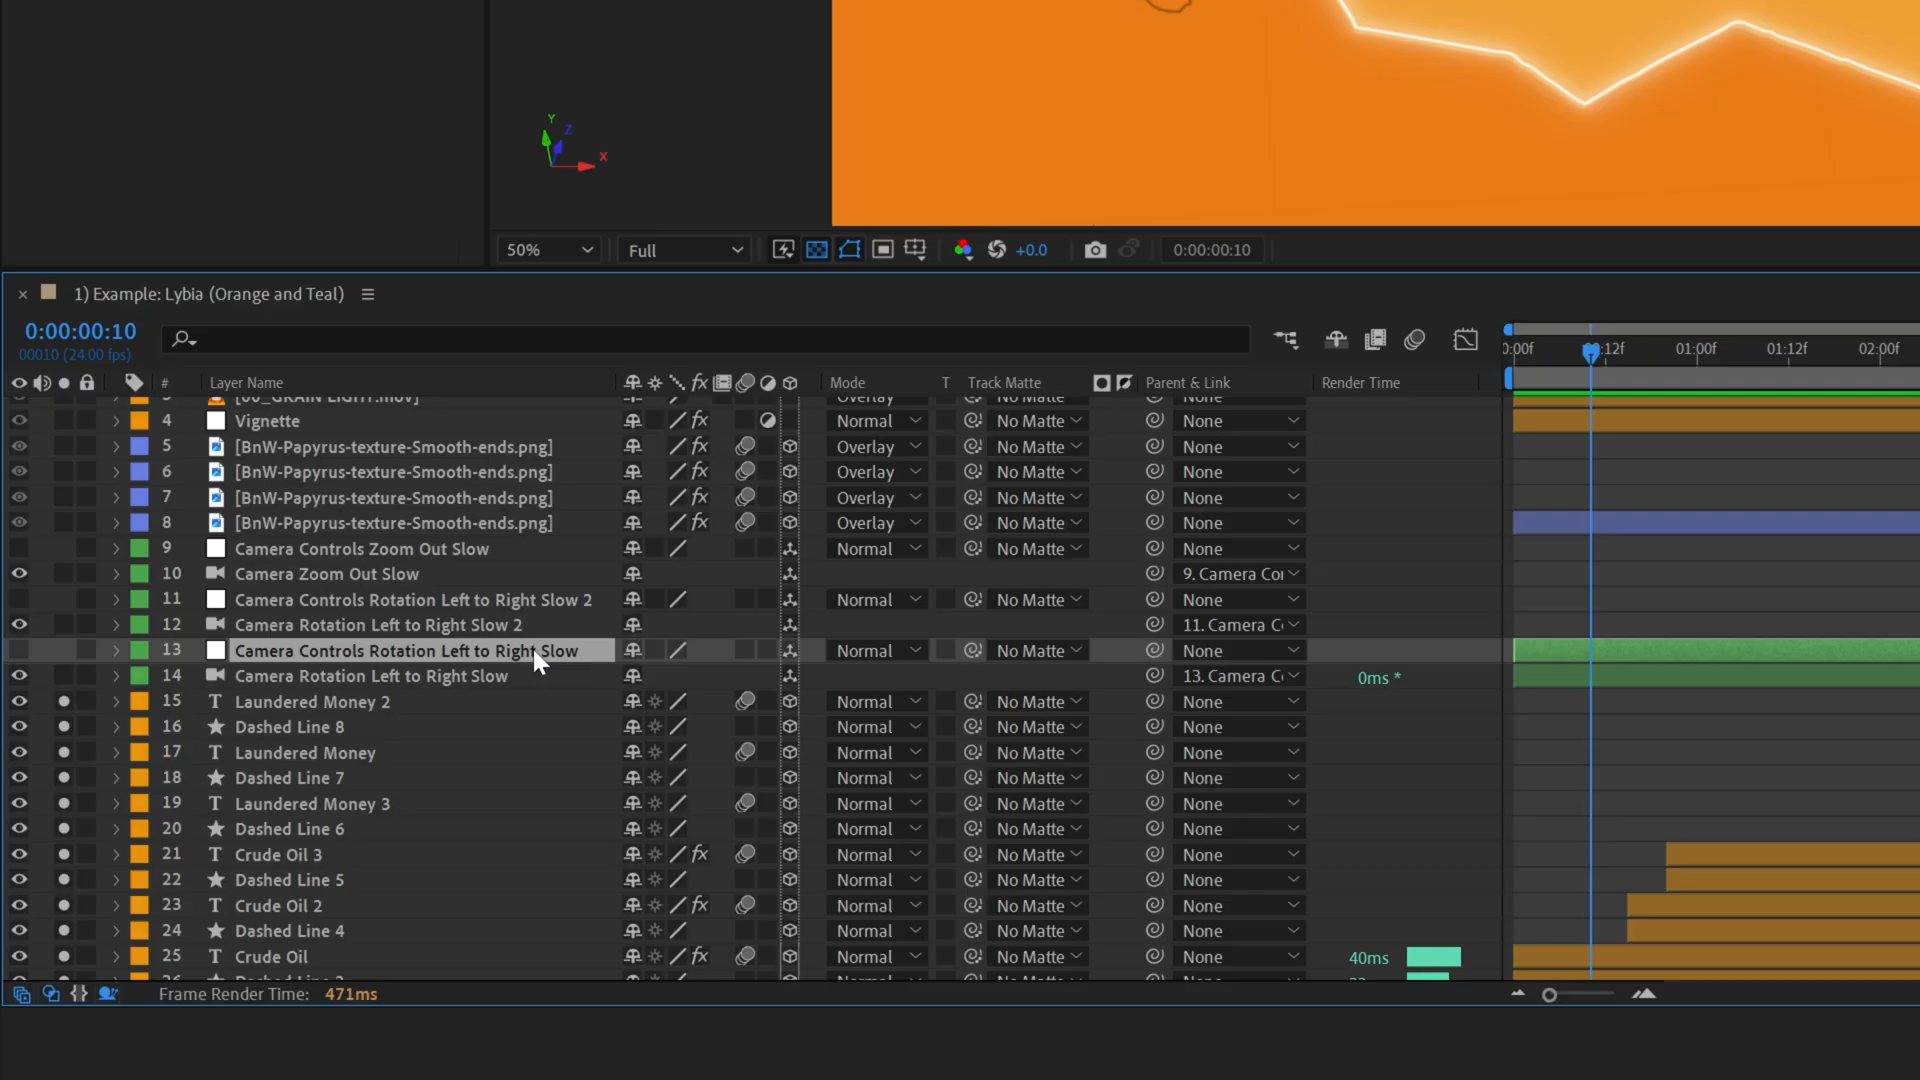 Y
Z
X
50% Full +0.0 0:00:00:10
1) Example: Lybia (Orange and Teal)
0:00:00:10
00010 (24.00 fps)
0:00f :12f 01:00f 01:12f 02:00f
# Layer Name fx Mode T Track Matte Parent & Link Render Time
[00_GRAIN LIGHT.mov] Overlay No Matte None
4 Vignette fx Normal No Matte None
5 [BnW-Papyrus-texture-Smooth-ends.png] fx Overlay No Matte None
6 [BnW-Papyrus-texture-Smooth-ends.png] fx Overlay No Matte None
7 [BnW-Papyrus-texture-Smooth-ends.png] fx Overlay No Matte None
8 [BnW-Papyrus-texture-Smooth-ends.png] fx Overlay No Matte None
9 Camera Controls Zoom Out Slow Normal No Matte None
10 Camera Zoom Out Slow 9. Camera Coi
11 Camera Controls Rotation Left to Right Slow 2 Normal No Matte None
12 Camera Rotation Left to Right Slow 2 11. Camera C
13 Camera Controls Rotation Left to Right Slow Normal No Matte None
14 Camera Rotation Left to Right Slow 13. Camera C 0ms *
15 T Laundered Money 2 Normal No Matte None
16 Dashed Line 8 Normal No Matte None
17 T Laundered Money Normal No Matte None
18 Dashed Line 7 Normal No Matte None
19 T Laundered Money 3 Normal No Matte None
20 Dashed Line 6 Normal No Matte None
21 T Crude Oil 3 fx Normal No Matte None
22 Dashed Line 5 Normal No Matte None
23 T Crude Oil 2 fx Normal No Matte None
24 Dashed Line 4 Normal No Matte None
25 T Crude Oil fx Normal No Matte None 40ms
Frame Render Time: 471ms